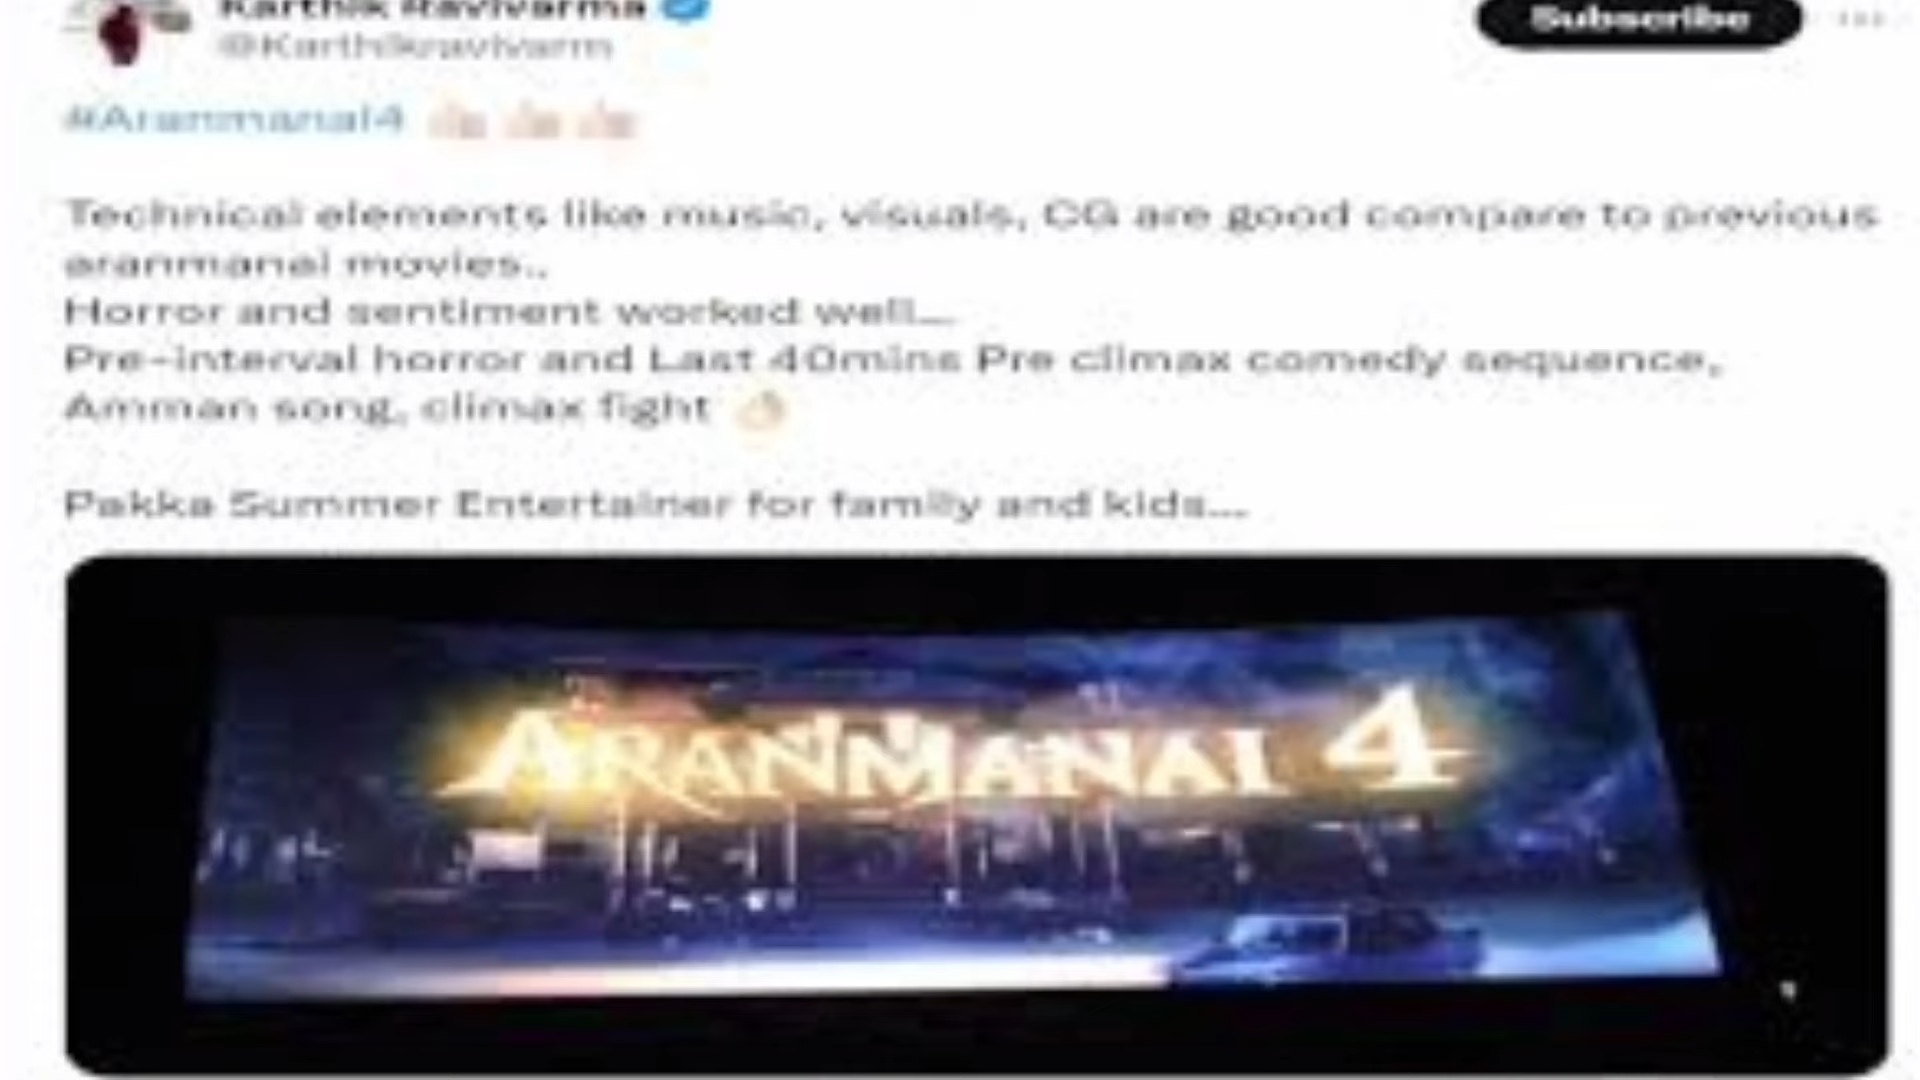 Karthik Ravivarma
@Karthikravivarm
Subscribe
#Aranmanai4
Technical elements like music, visuals, CG are good compare to previous
aranmanai movies..
Horror and sentiment worked well....
Pre-interval horror and Last 40mins Pre climax comedy sequence,
Amman song, climax fight
Pakka Summer Entertainer for family and kids...
ARANMANAI 4